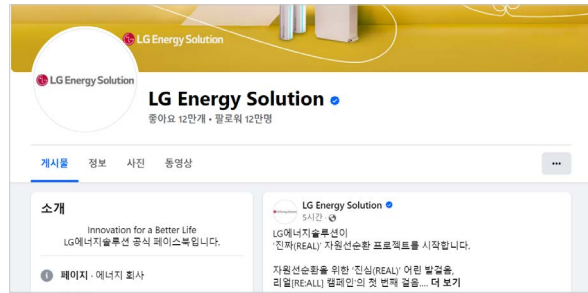 LG Energy Solution
LG Energy Solution
LG Energy Solution
좋아요 12만개 • 팔로워 12만명
게시물 정보 사진 동영상
소개
Innovation for a Better Life
LG에너지솔루션 공식 페이스북입니다.
페이지 · 에너지 회사
LG Energy Solution
5시간 ·
LG에너지솔루션이
'진짜(REAL)' 자원선순환 프로젝트를 시작합니다.
자원선순환을 위한 '진심(REAL)' 어린 발걸음,
리얼[RE:ALL] 캠페인'의 첫 번째 걸음.... 더 보기